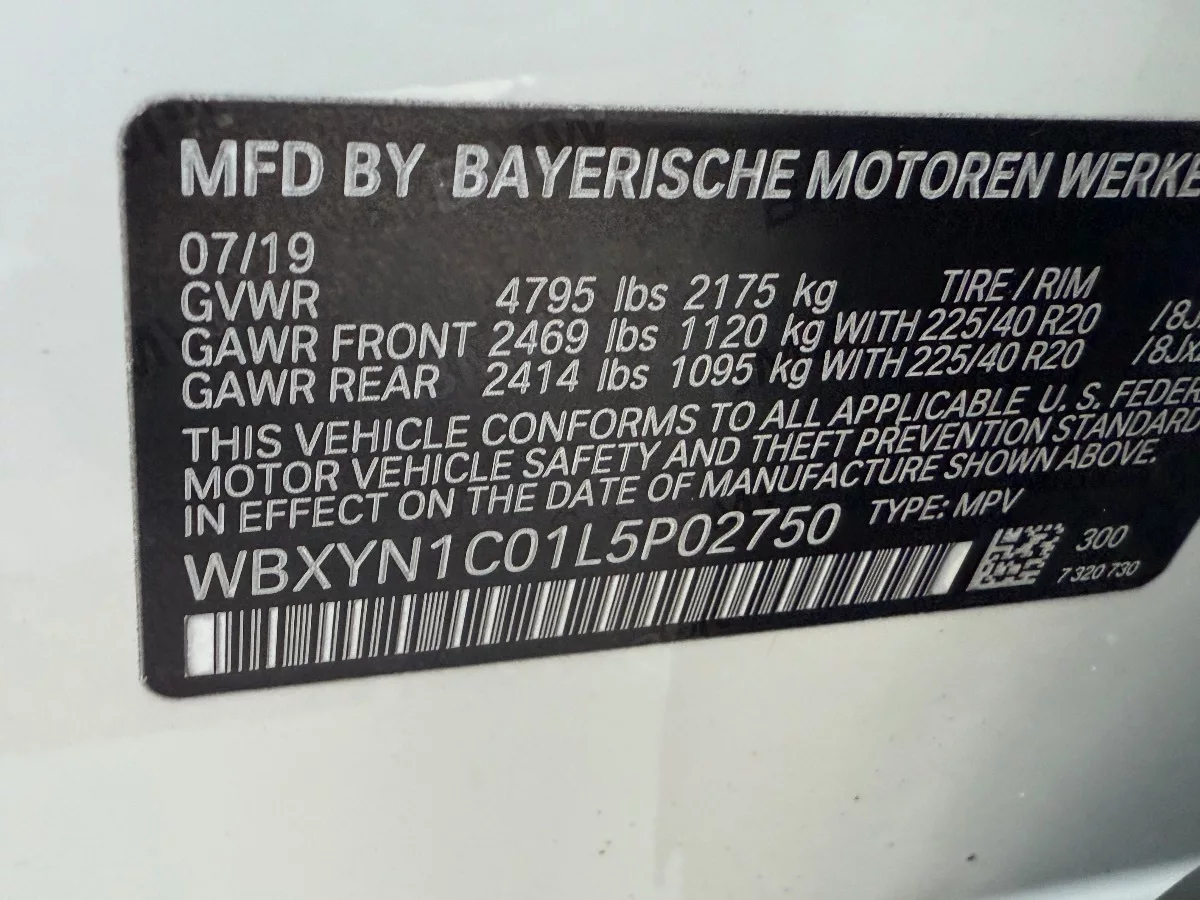 MFD BY BAYERISCHE MOTOREN WERKE
07/19
GVWR 4795 lbs 2175 kg TIRE / RIM
GAWR FRONT 2469 lbs 1120 kg WITH 225/40 R20 /8J
GAWR REAR 2414 lbs 1095 kg WITH 225/40 R20 /8Jx
THIS VEHICLE CONFORMS TO ALL APPLICABLE U. S. FEDER
MOTOR VEHICLE SAFETY AND THEFT PREVENTION STANDARD
IN EFFECT ON THE DATE OF MANUFACTURE SHOWN ABOVE.
WBXYN1C01L5P02750 TYPE: MPV
300
7 320 730